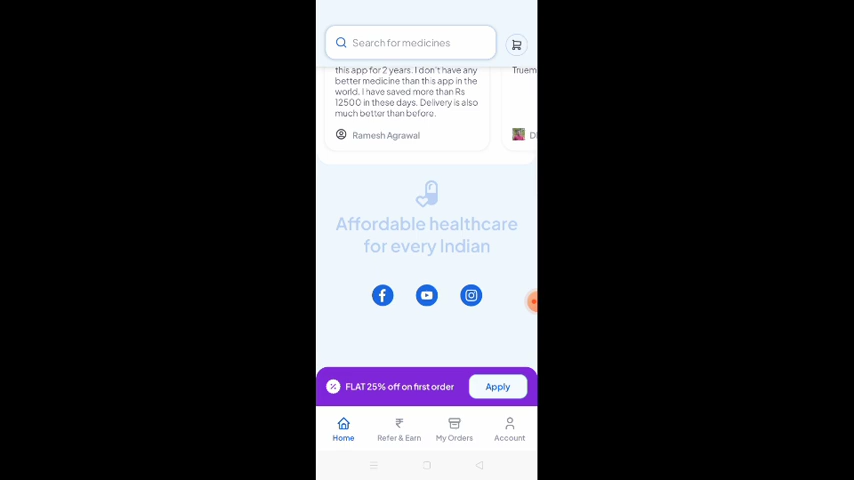 Search for medicines
this app for 2 years. I don't have any
better medicine than this app in the
world. I have saved more than Rs
12500 in these days. Delivery is also
much better than before.
Ramesh Agrawal
Affordable healthcare
for every Indian
FLAT 25% off on first order
Apply
Home
Refer & Earn
My Orders
Account